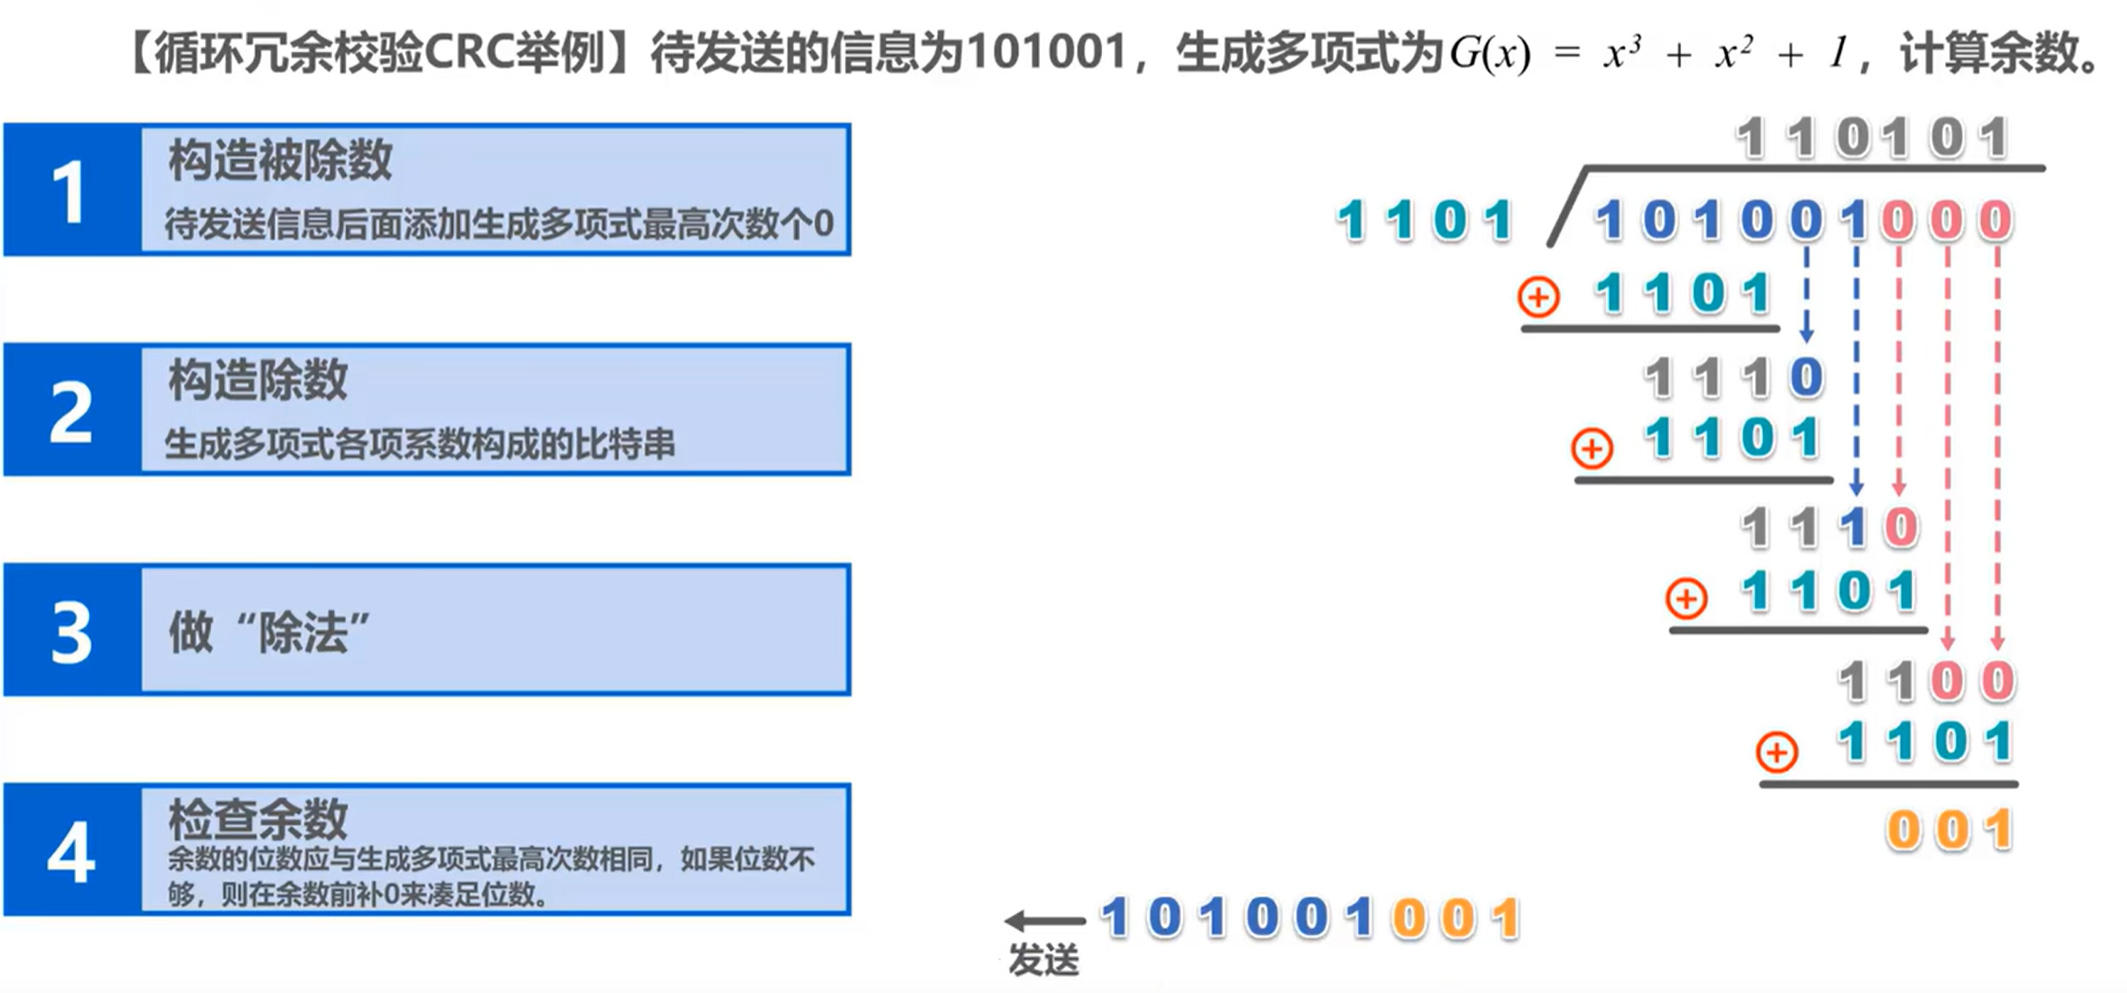 【循环冗余校验CRC举例】待发送的信息为101001，生成多项式为G(x) = x³ + x² + 1，计算余数。
1
构造被除数
待发送信息后面添加生成多项式最高次数个0
2
构造除数
生成多项式各项系数构成的比特串
3
做“除法”
4
检查余数
余数的位数应与生成多项式最高次数相同，如果位数不
够，则在余数前补0来凑足位数。
110101
1101 101001000
⊕ 1101
1110
⊕ 1101
1110
⊕ 1101
1100
⊕ 1101
001
101001001
发送